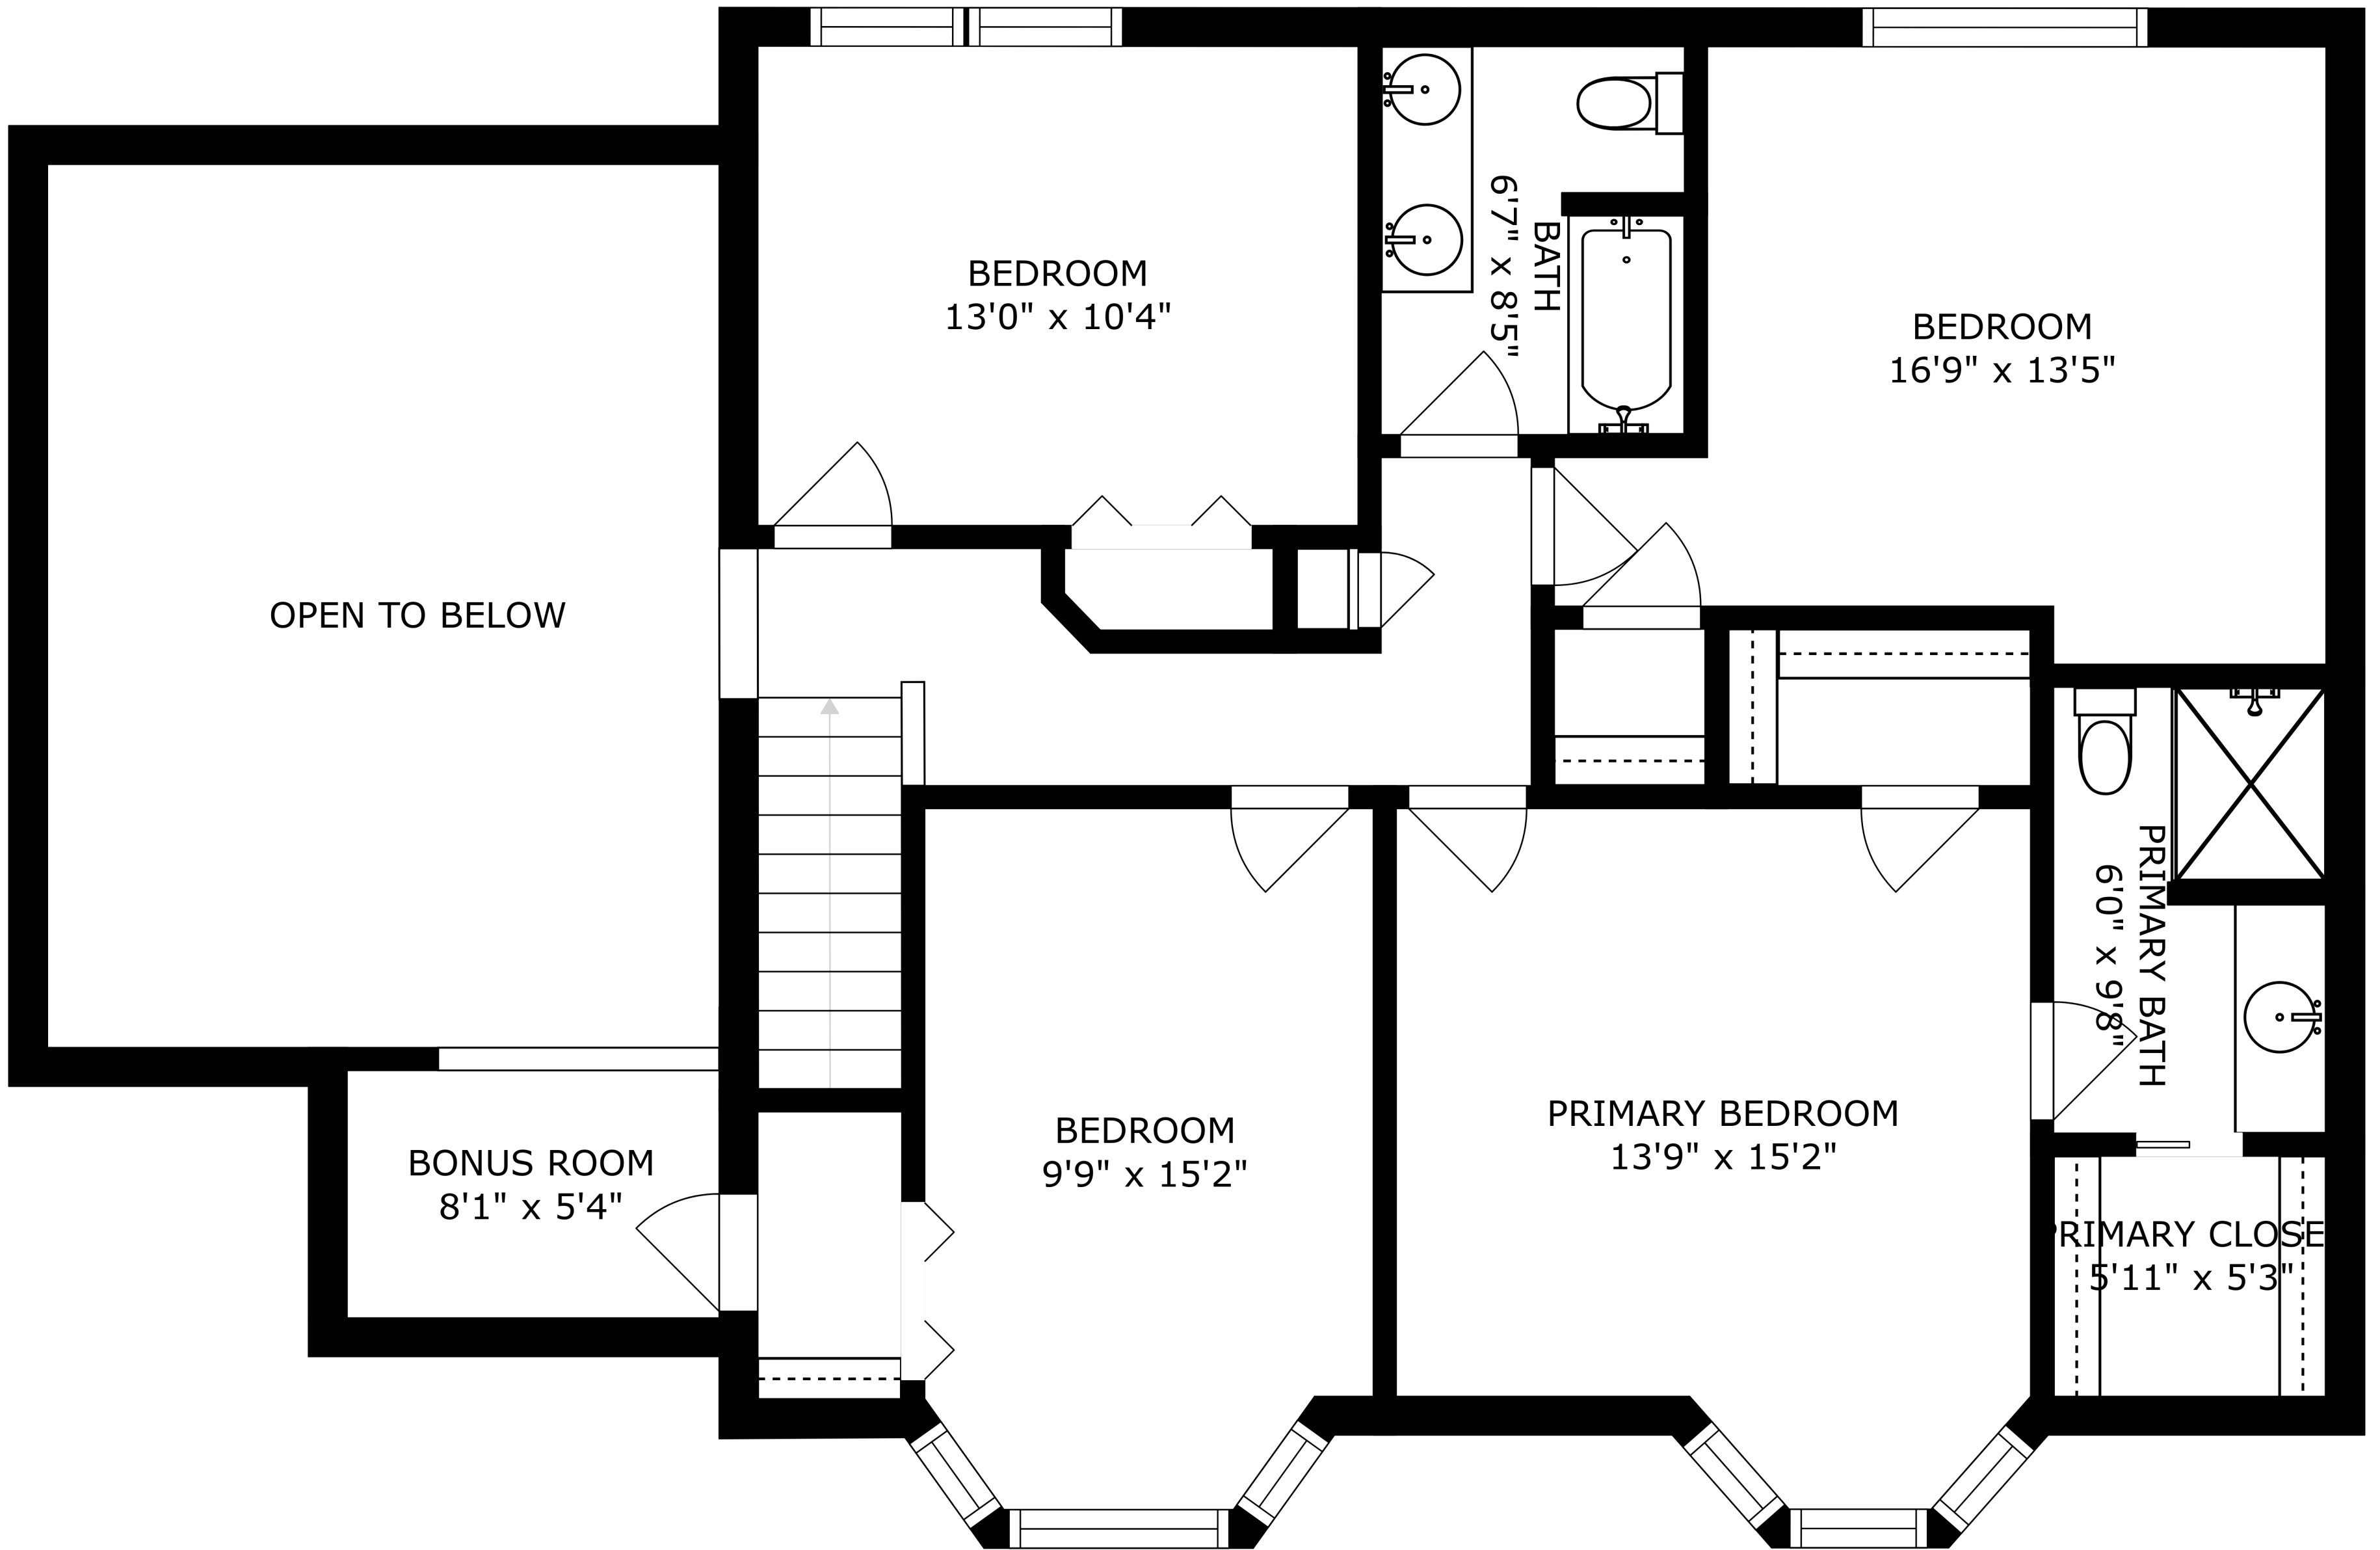 BEDROOM
13'0" x 10'4"
BATH
6'7" x 8'5"
BEDROOM
16'9" x 13'5"
OPEN TO BELOW
PRIMARY BATH
6'0" x 9'8"
BEDROOM
9'9" x 15'2"
PRIMARY BEDROOM
13'9" x 15'2"
BONUS ROOM
8'1" x 5'4"
PRIMARY CLOSE
5'11" x 5'3"